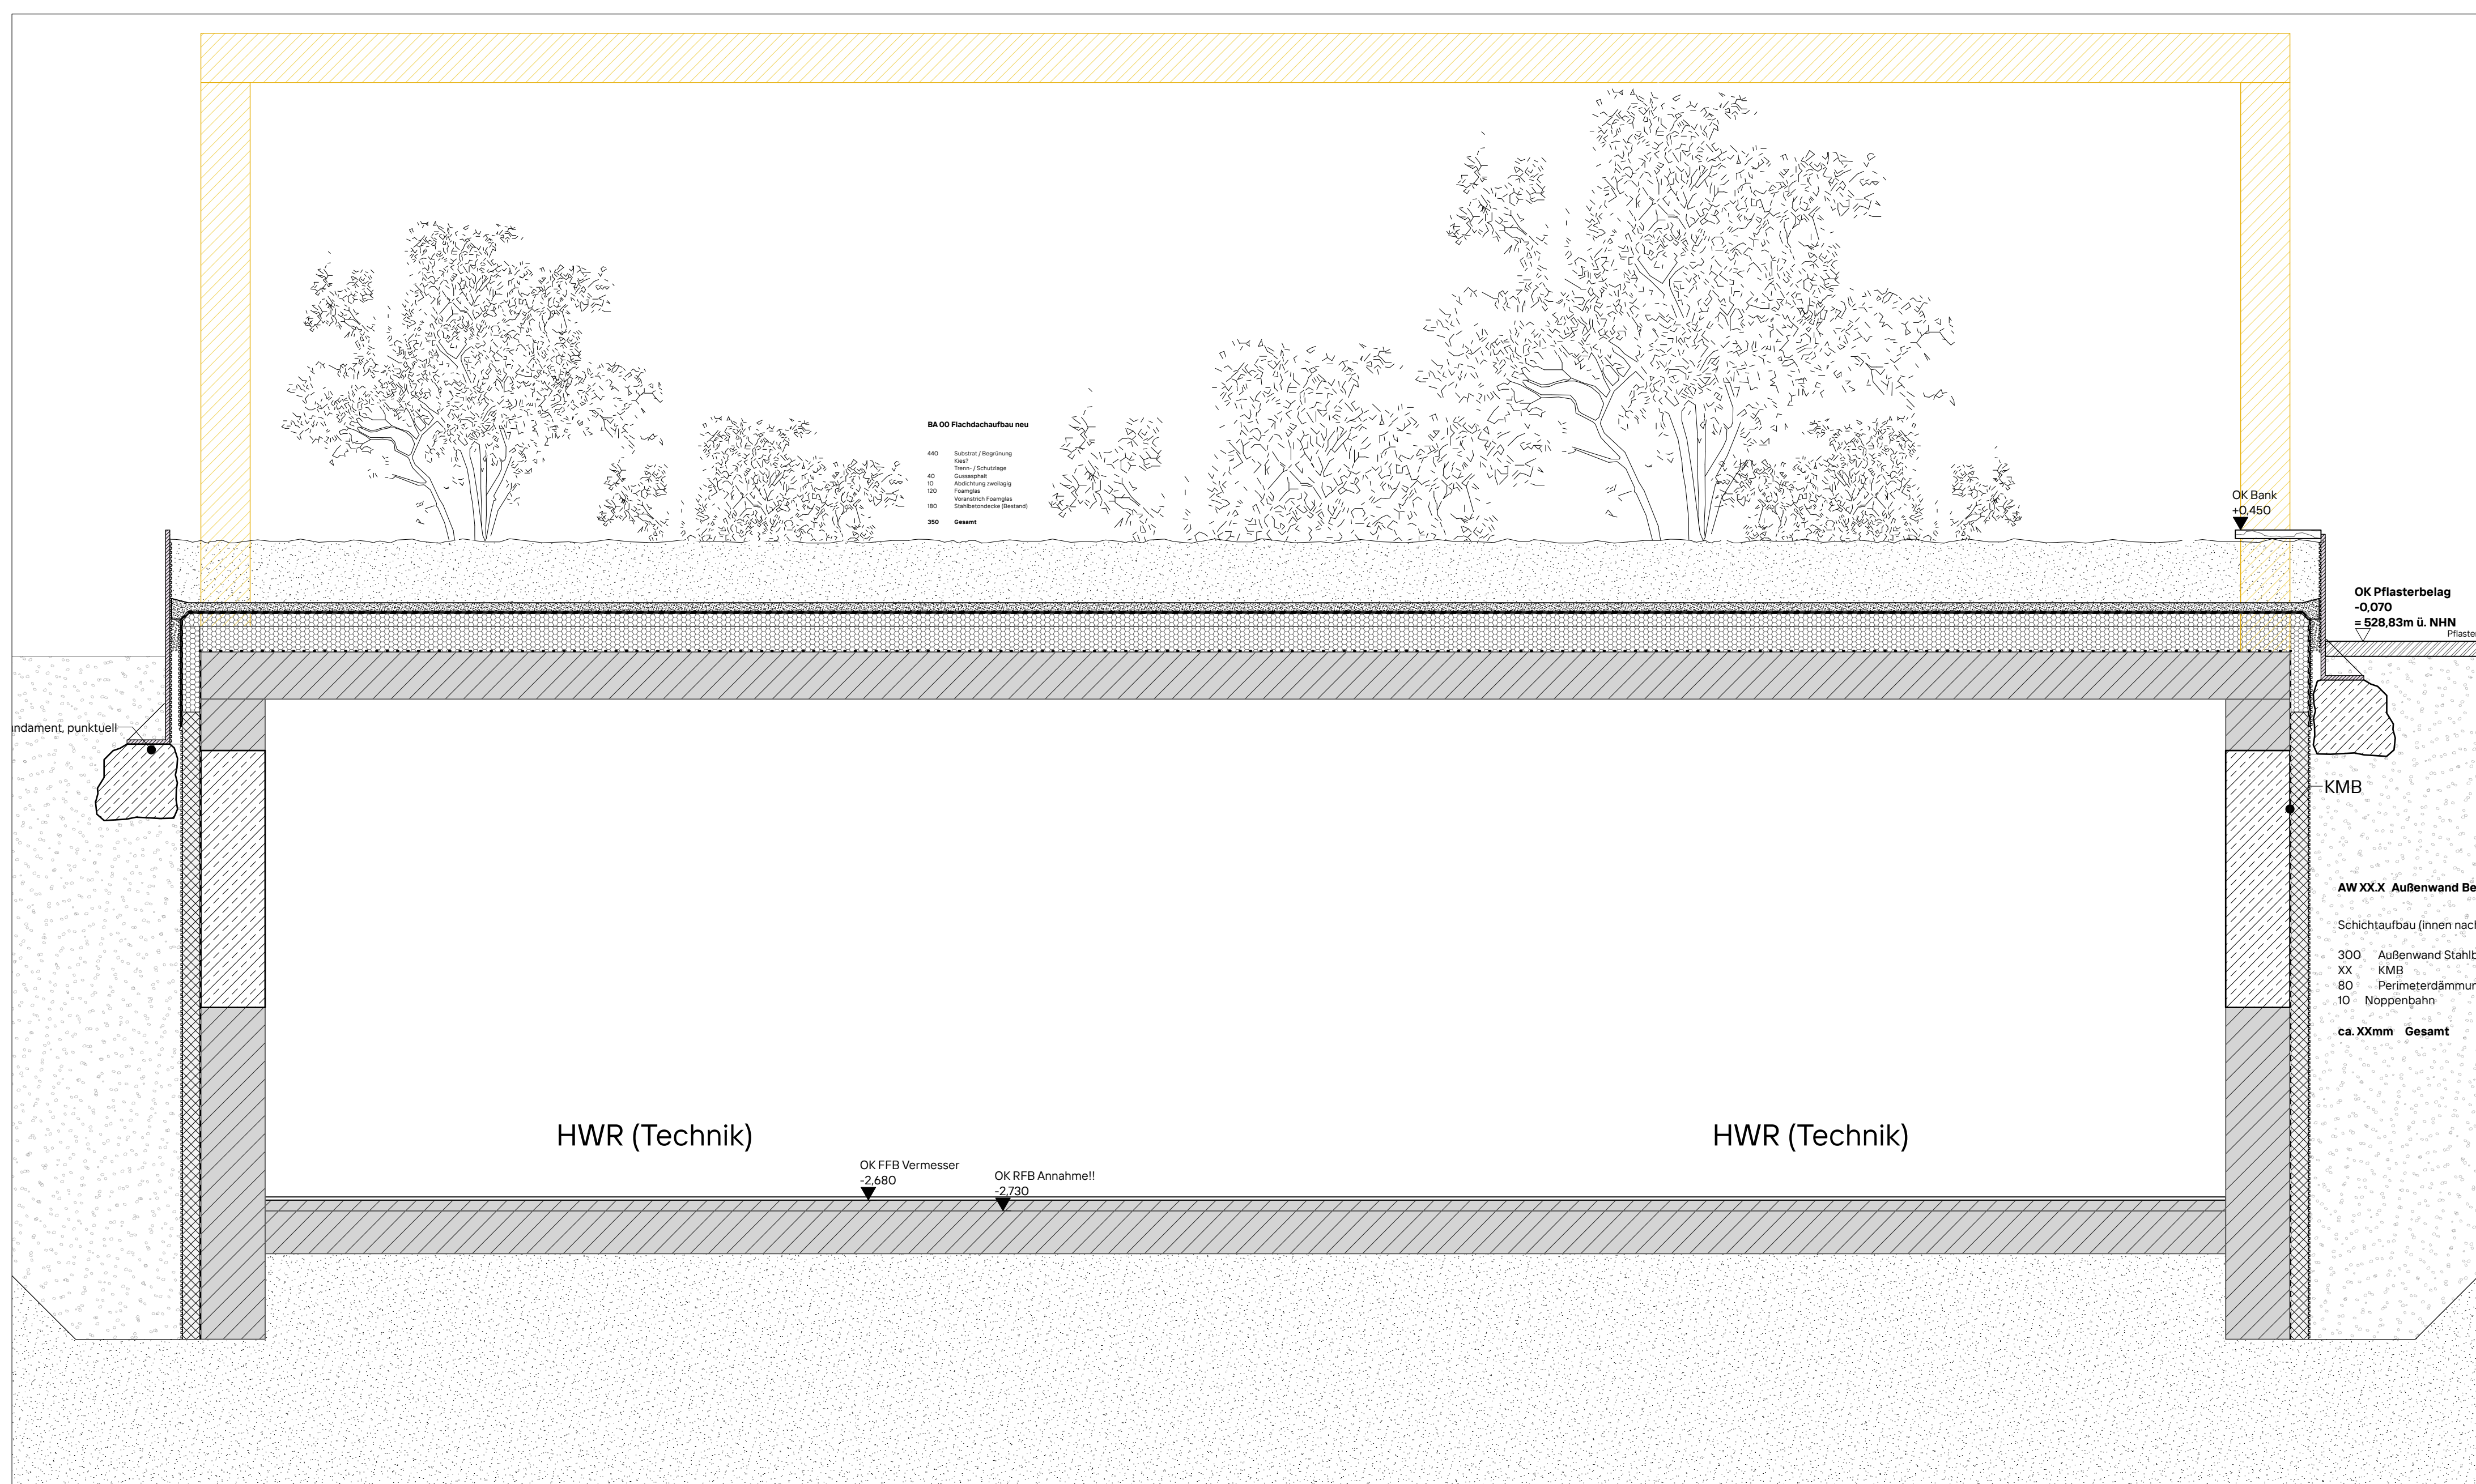 BA 00 Flachdachaufbau neu
440 Substrat / Begrünung
Kies?
Trenn- / Schutzlage
40 Gussasphalt
10 Abdichtung zweilagig
120 Foamglas
Voranstrich Foamglas
180 Stahlbetondecke (Bestand)
350 Gesamt
OK Bank
+0,450
OK Pflasterbelag
-0,070
= 528,83m ü. NHN
Pflaster
ndament, punktuell
KMB
AW XX.X Außenwand Be
Schichtaufbau (innen nach
300 Außenwand Stahlb
XX KMB
80 Perimeterdämmun
10 Noppenbahn
ca. XXmm Gesamt
HWR (Technik)
HWR (Technik)
OK FFB Vermesser
-2,680
OK RFB Annahme!!
-2,730